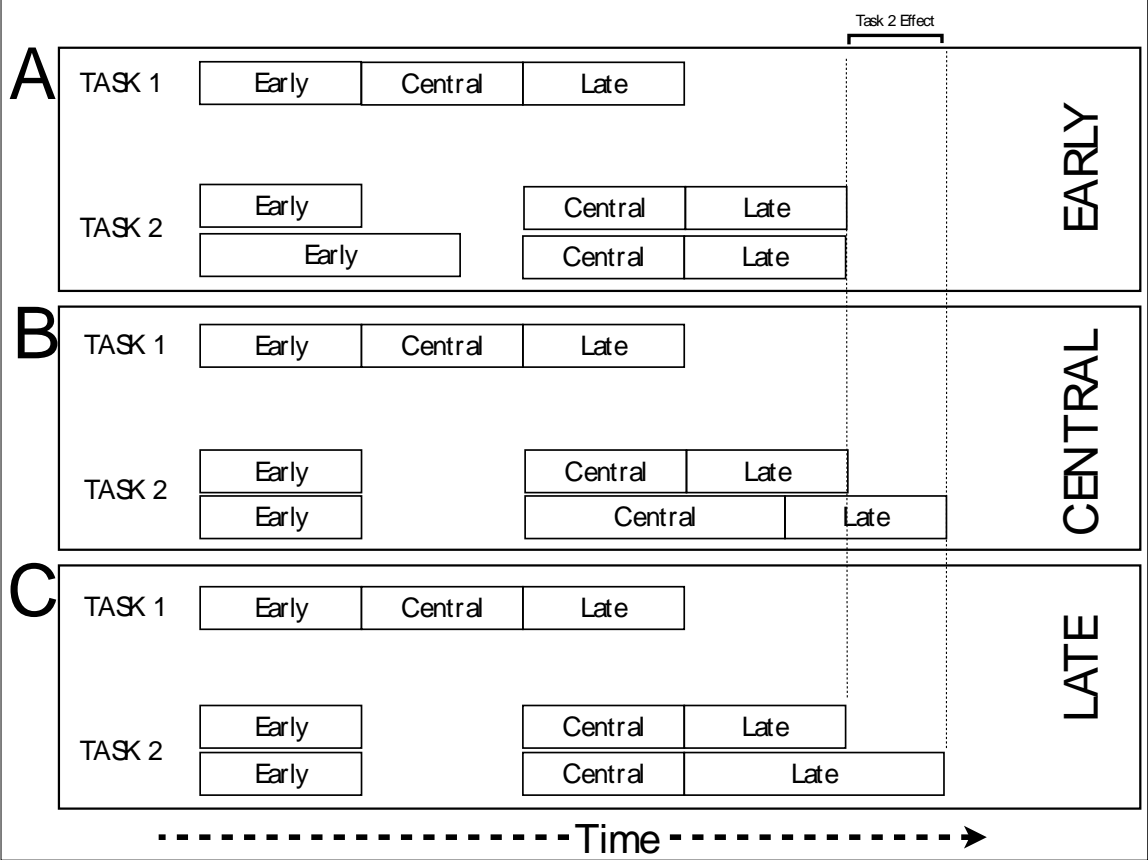 Task 2 Effect
A
TASK 1
Early
Central
Late
TASK 2
Early
Central
Late
Early
Central
Late
EARLY
B
TASK 1
Early
Central
Late
TASK 2
Early
Central
Late
Early
Central
Late
CENTRAL
C
TASK 1
Early
Central
Late
TASK 2
Early
Central
Late
Early
Central
Late
LATE
Time